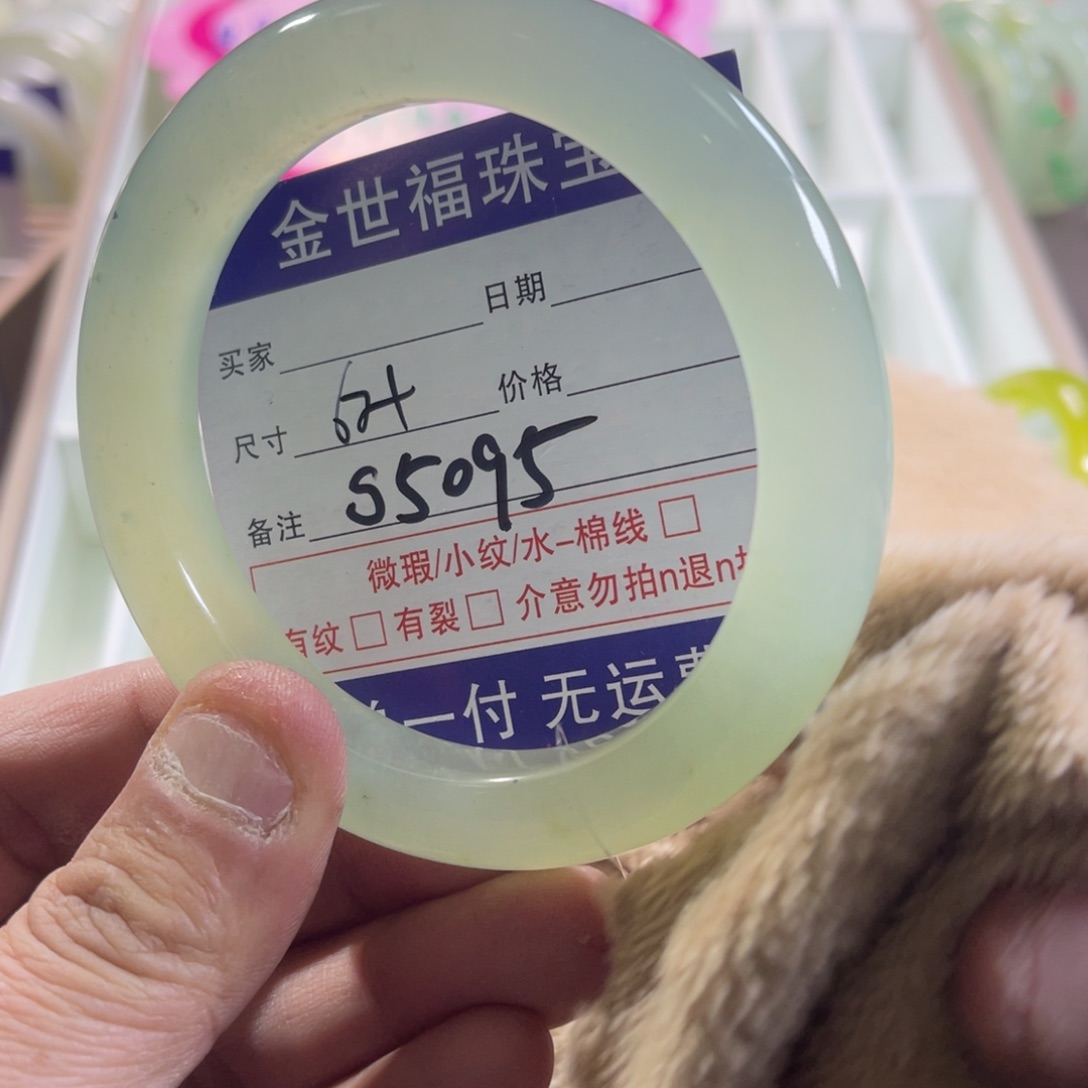 金世福珠宝
日期
买家
尺寸 62+ 价格
备注 S5095
微瑕/小纹/水-棉线 □
有纹 □ 有裂 □ 介意勿拍n退n
一付 无运